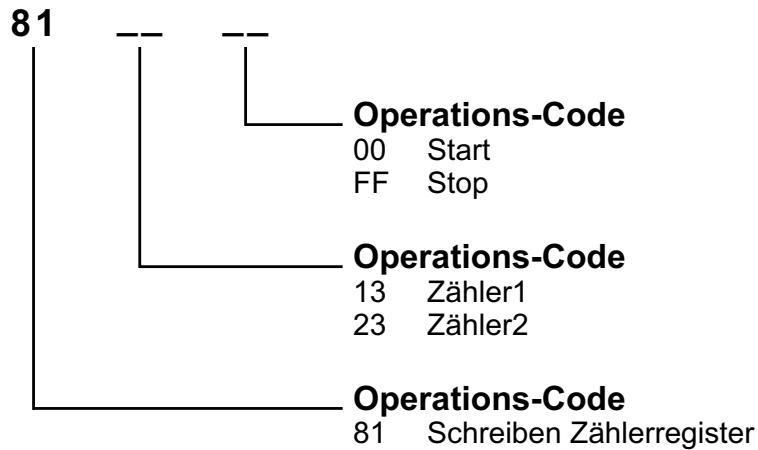 81 __ __
Operations-Code
00 Start
FF Stop
Operations-Code
13 Zähler1
23 Zähler2
Operations-Code
81 Schreiben Zählerregister